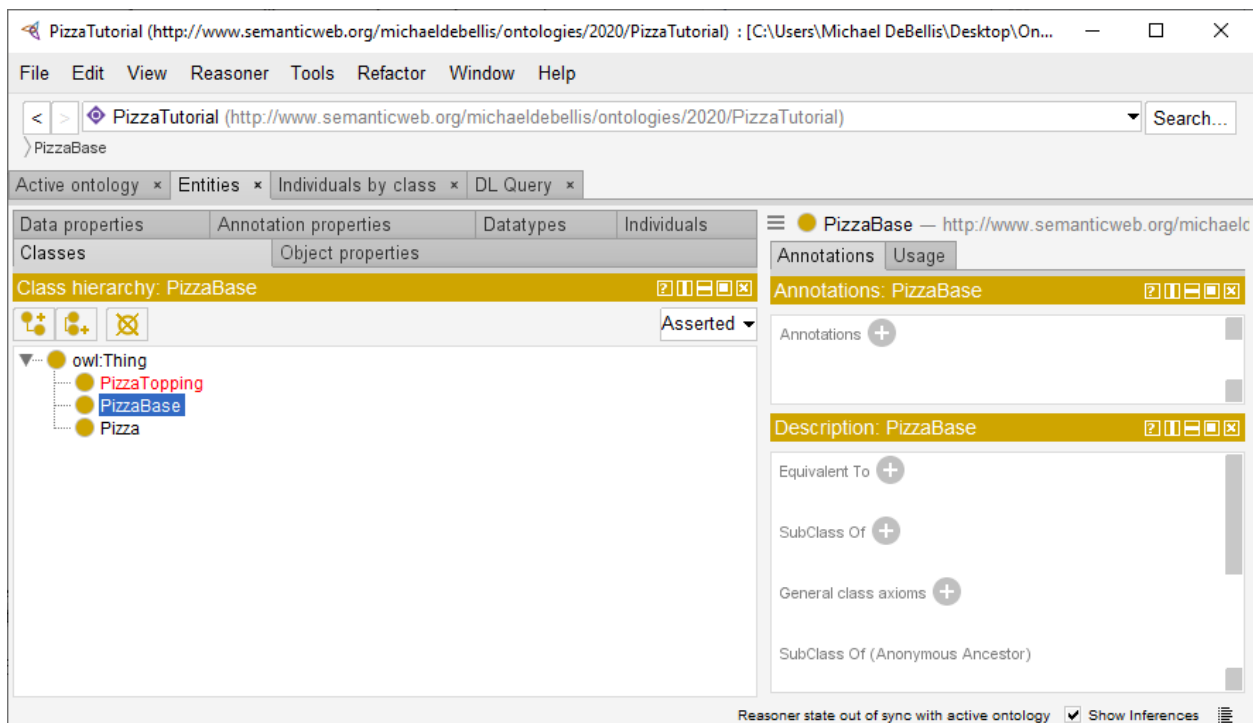 PizzaTutorial (http://www.semanticweb.org/michaeldebellis/ontologies/2020/PizzaTutorial) : [C:\Users\Michael DeBellis\Desktop\On...
File Edit View Reasoner Tools Refactor Window Help
< > PizzaTutorial (http://www.semanticweb.org/michaeldebellis/ontologies/2020/PizzaTutorial) Search...
PizzaBase
Active ontology × Entities × Individuals by class × DL Query ×
Data properties Annotation properties Datatypes Individuals
Classes Object properties
Class hierarchy: PizzaBase
Asserted
owl:Thing
PizzaTopping
PizzaBase
Pizza
PizzaBase — http://www.semanticweb.org/michaelc
Annotations Usage
Annotations: PizzaBase
Annotations
Description: PizzaBase
Equivalent To
SubClass Of
General class axioms
SubClass Of (Anonymous Ancestor)
Reasoner state out of sync with active ontology Show Inferences